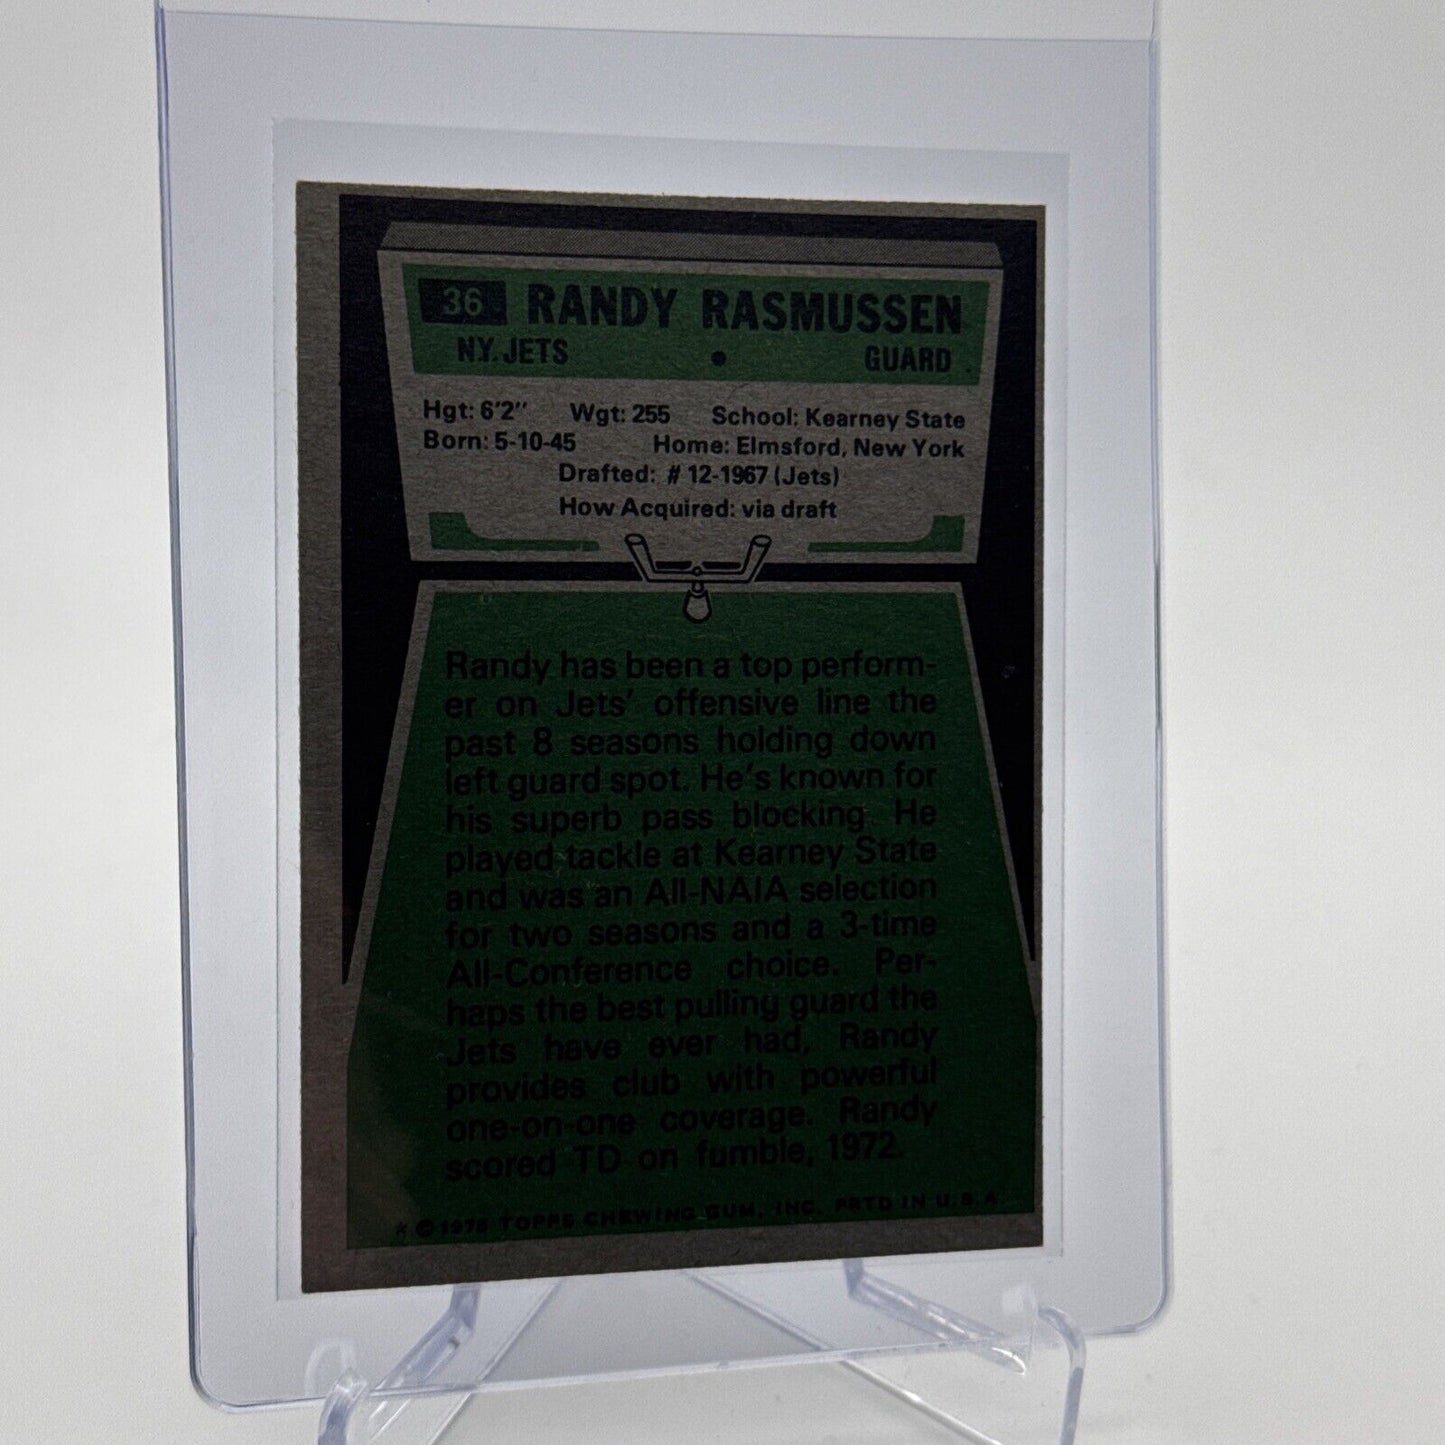 36 RANDY RASMUSSEN
N.Y. JETS • GUARD
Hgt: 6'2" Wgt: 255 School: Kearney State
Born: 5-10-45 Home: Elmsford, New York
Drafted: # 12-1967 (Jets)
How Acquired: via draft
Randy has been a top perform-
er on Jets' offensive line the
past 8 seasons holding down
left guard spot. He's known for
his superb pass blocking. He
played tackle at Kearney State
and was an All-NAIA selection
for two seasons and a 3-time
All-Conference choice. Per-
haps the best pulling guard the
Jets have ever had, Randy
provides club with powerful
one-on-one coverage. Randy
scored TD on fumble, 1972.
* © 1975 TOPPS CHEWING GUM, INC. PRTD IN U.S.A.